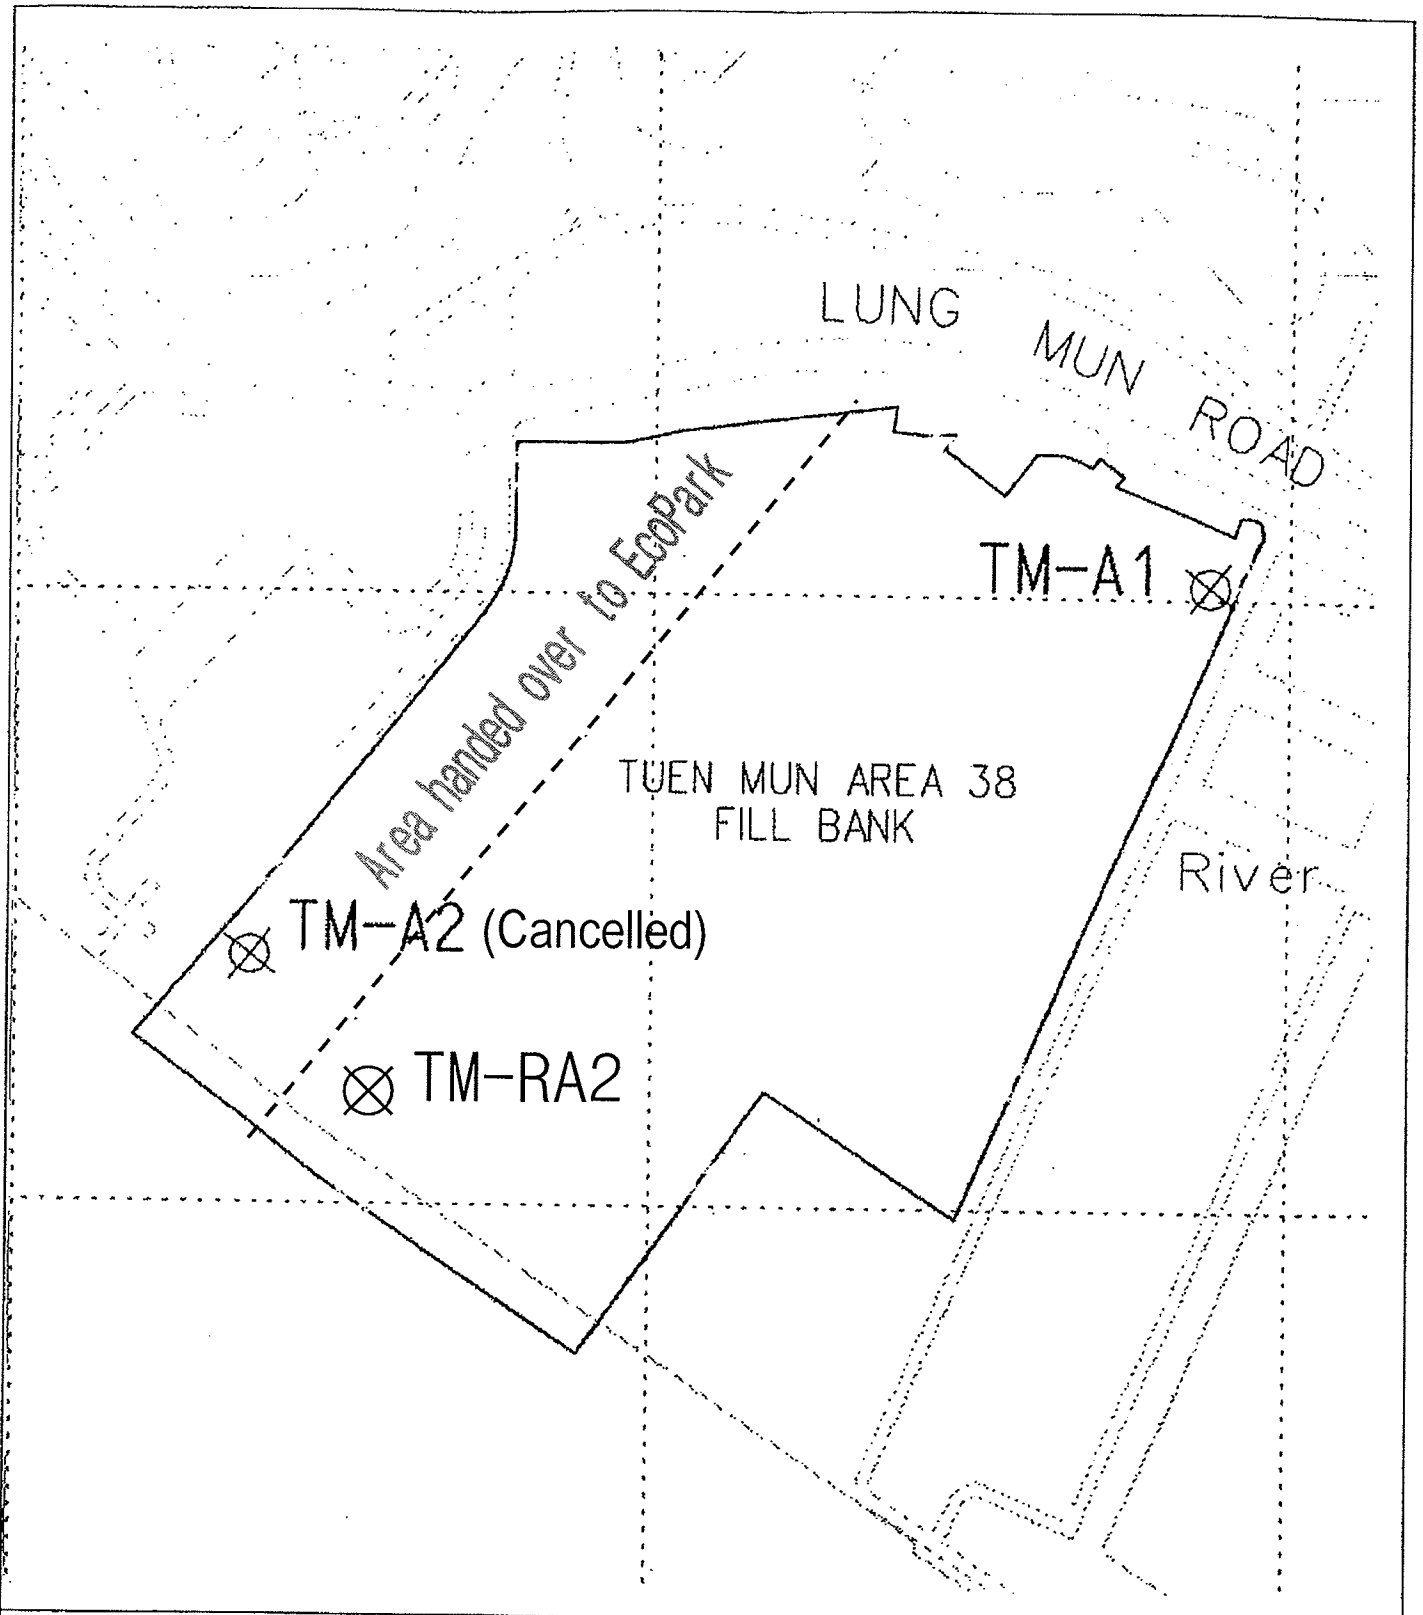 LUNG MUN ROAD
Area handed over to EcoPark
TM-A1
TUEN MUN AREA 38
FILL BANK
River
TM-A2 (Cancelled)
TM-RA2